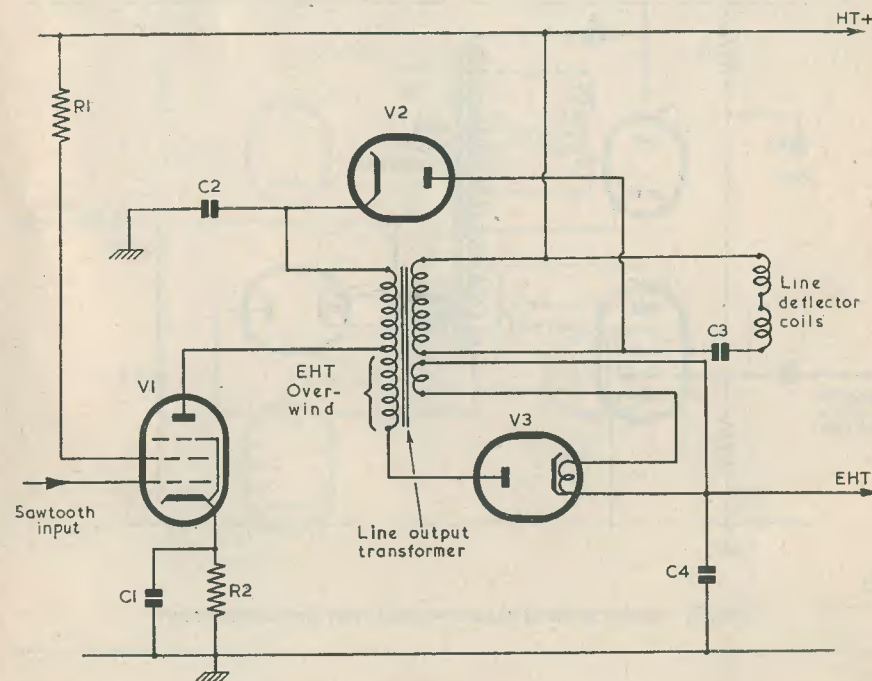 HT+
R1
V2
C2
Line
deflector
coils
C3
EHT
Over-
wind
V1
V3
Sawtooth
input
EHT
Line output
transformer
C1
R2
C4